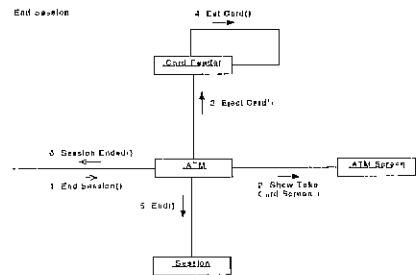 End session
4. Eat Card()
Card Reader
3. Eject Card()
6. Session Ended()
ATM
ATM Screen
1. End Session()
2. Show Take
Card Screen()
5. End()
Session